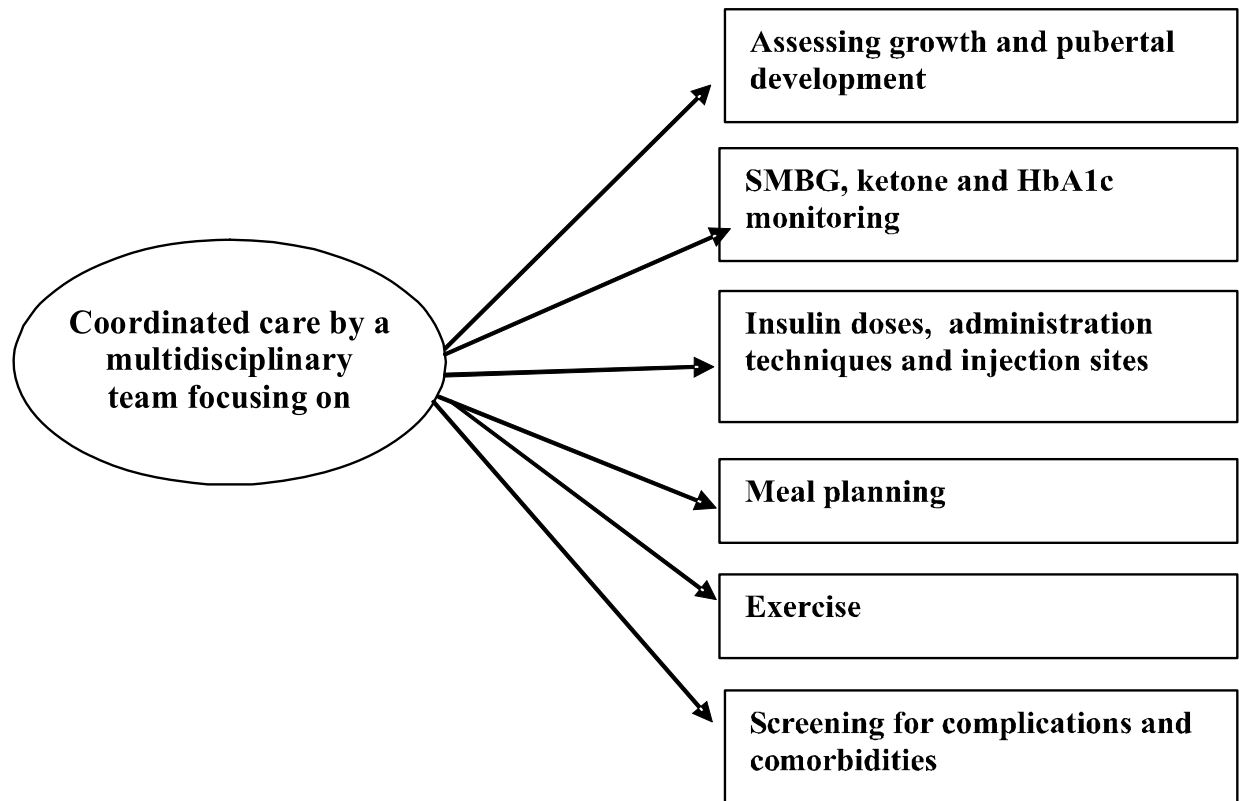 Assessing growth and pubertal
development
SMBG, ketone and HbA1c
monitoring
Coordinated care by a
multidisciplinary
team focusing on
Insulin doses,  administration
techniques and injection sites
Meal planning
Exercise
Screening for complications and
comorbidities